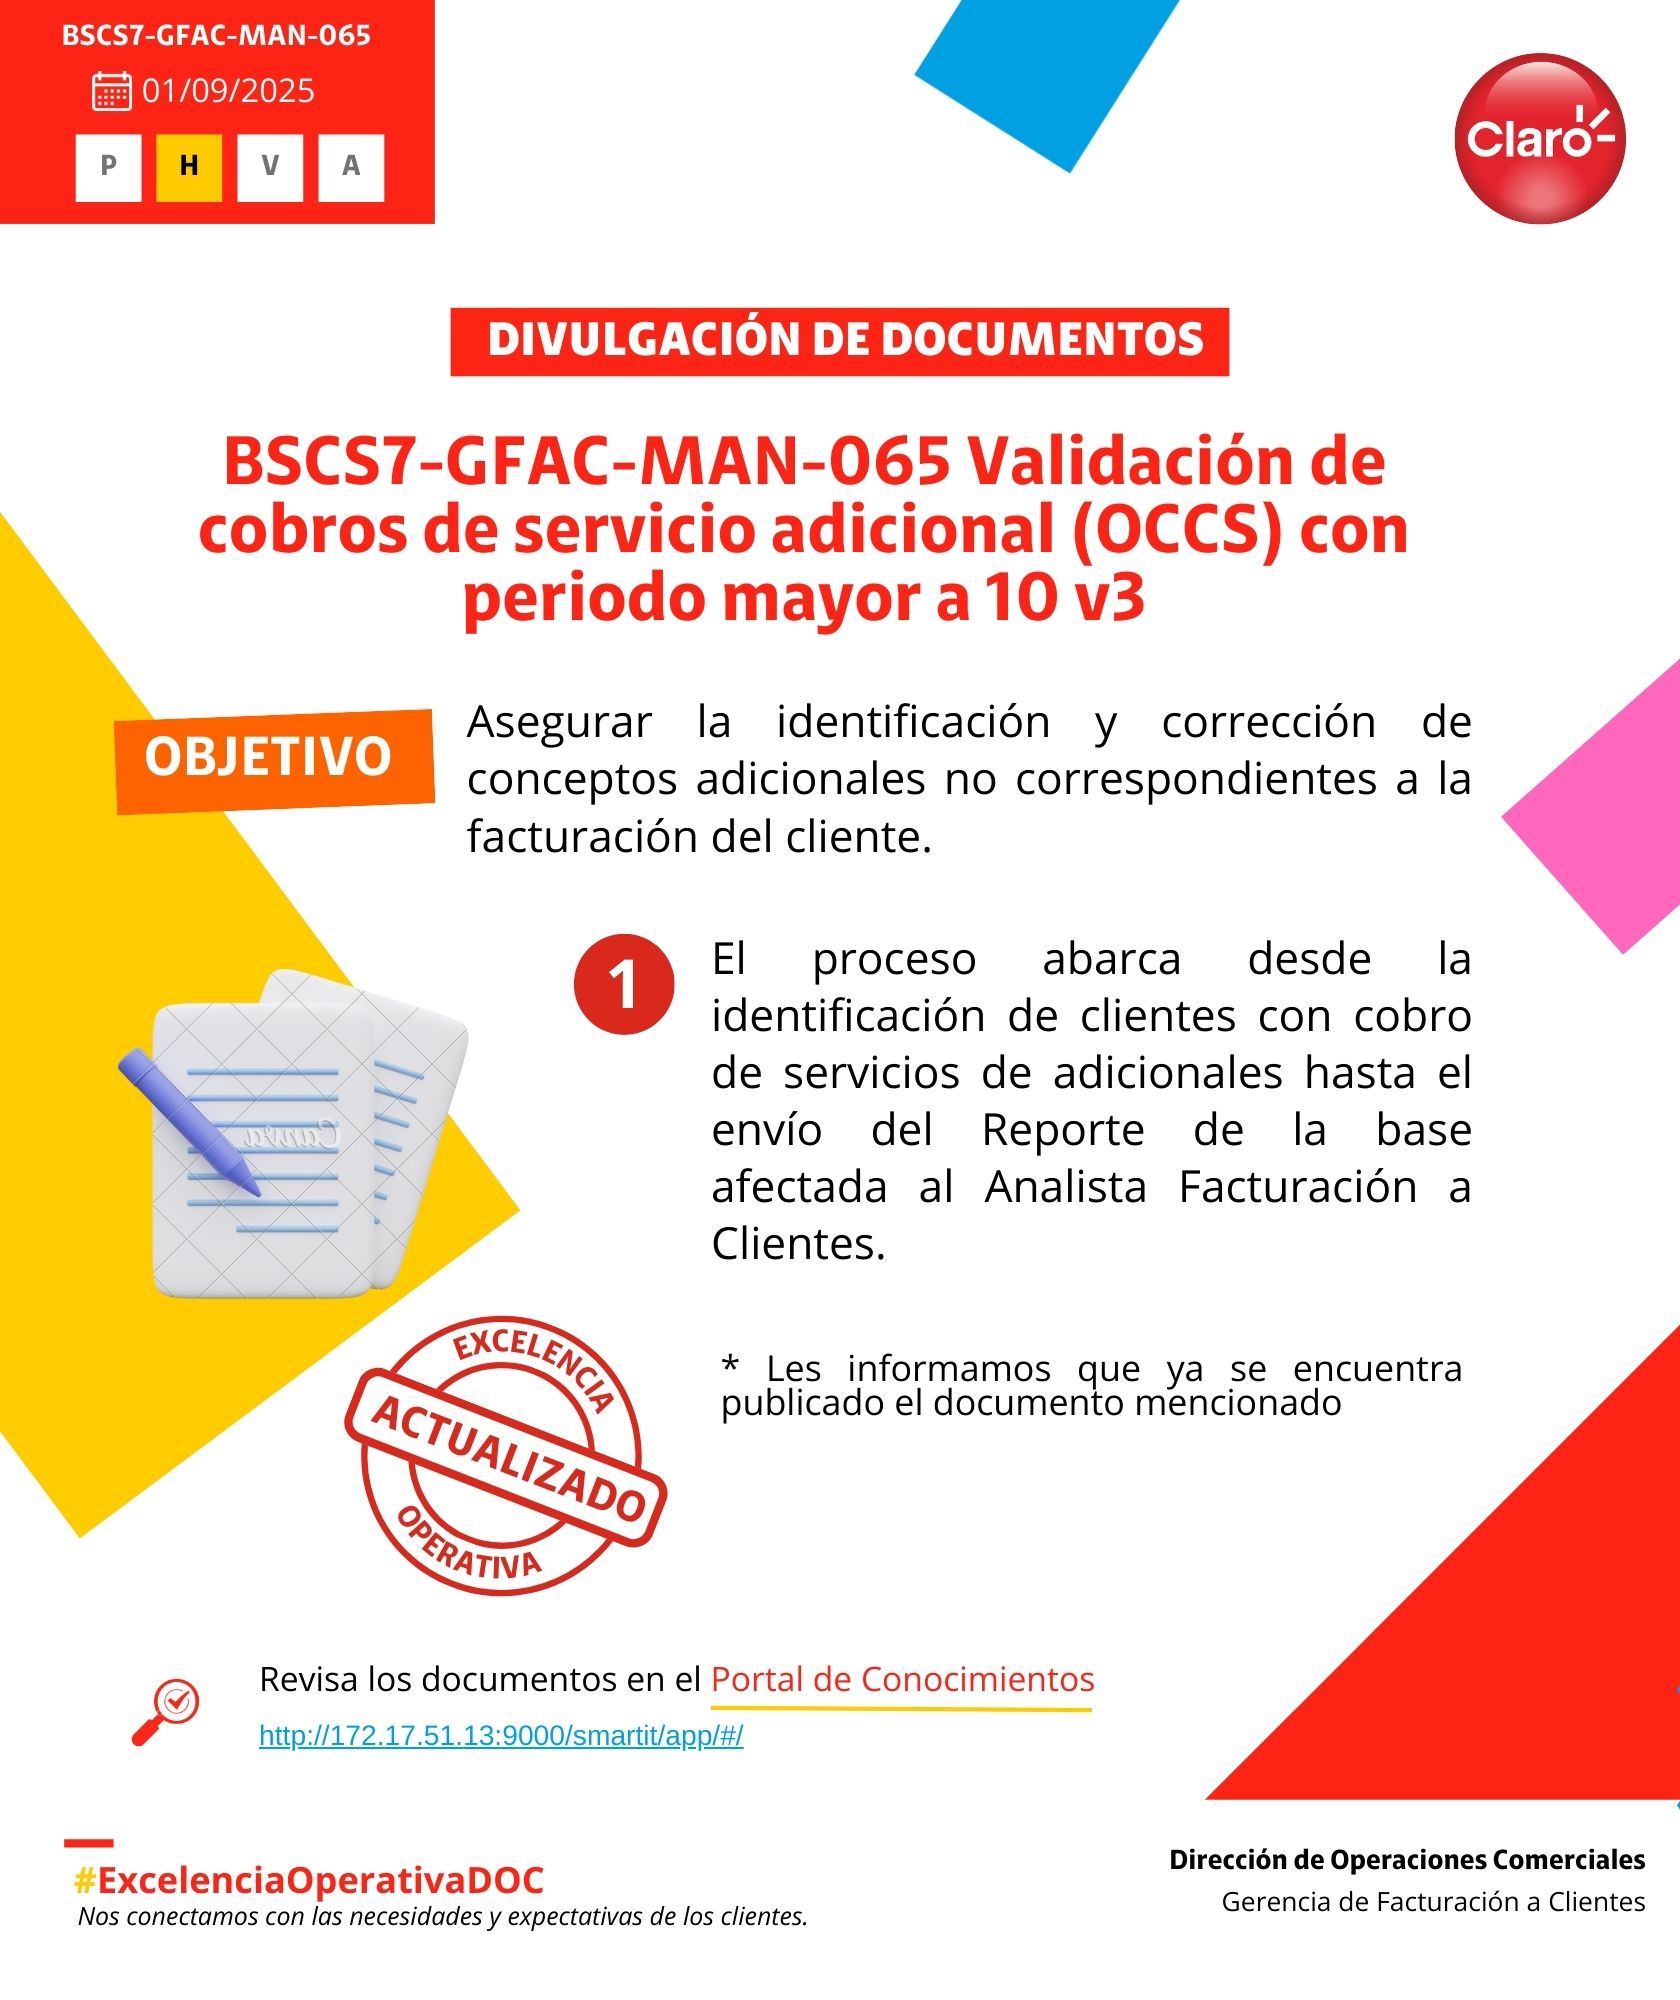 BSCS7-GFAC-MAN-065
01/09/2025
P H V A
Claro
DIVULGACIÓN DE DOCUMENTOS
BSCS7-GFAC-MAN-065 Validación de
cobros de servicio adicional (OCCS) con
periodo mayor a 10 v3
OBJETIVO
Asegurar la identificación y corrección de
conceptos adicionales no correspondientes a la
facturación del cliente.
1
El proceso abarca desde la
identificación de clientes con cobro
de servicios de adicionales hasta el
envío del Reporte de la base
afectada al Analista Facturación a
Clientes.
Canva
EXCELENCIA
ACTUALIZADO
OPERATIVA
* Les informamos que ya se encuentra
publicado el documento mencionado
Revisa los documentos en el Portal de Conocimientos
http://172.17.51.13:9000/smartit/app/#/
#ExcelenciaOperativaDOC
Nos conectamos con las necesidades y expectativas de los clientes.
Dirección de Operaciones Comerciales
Gerencia de Facturación a Clientes